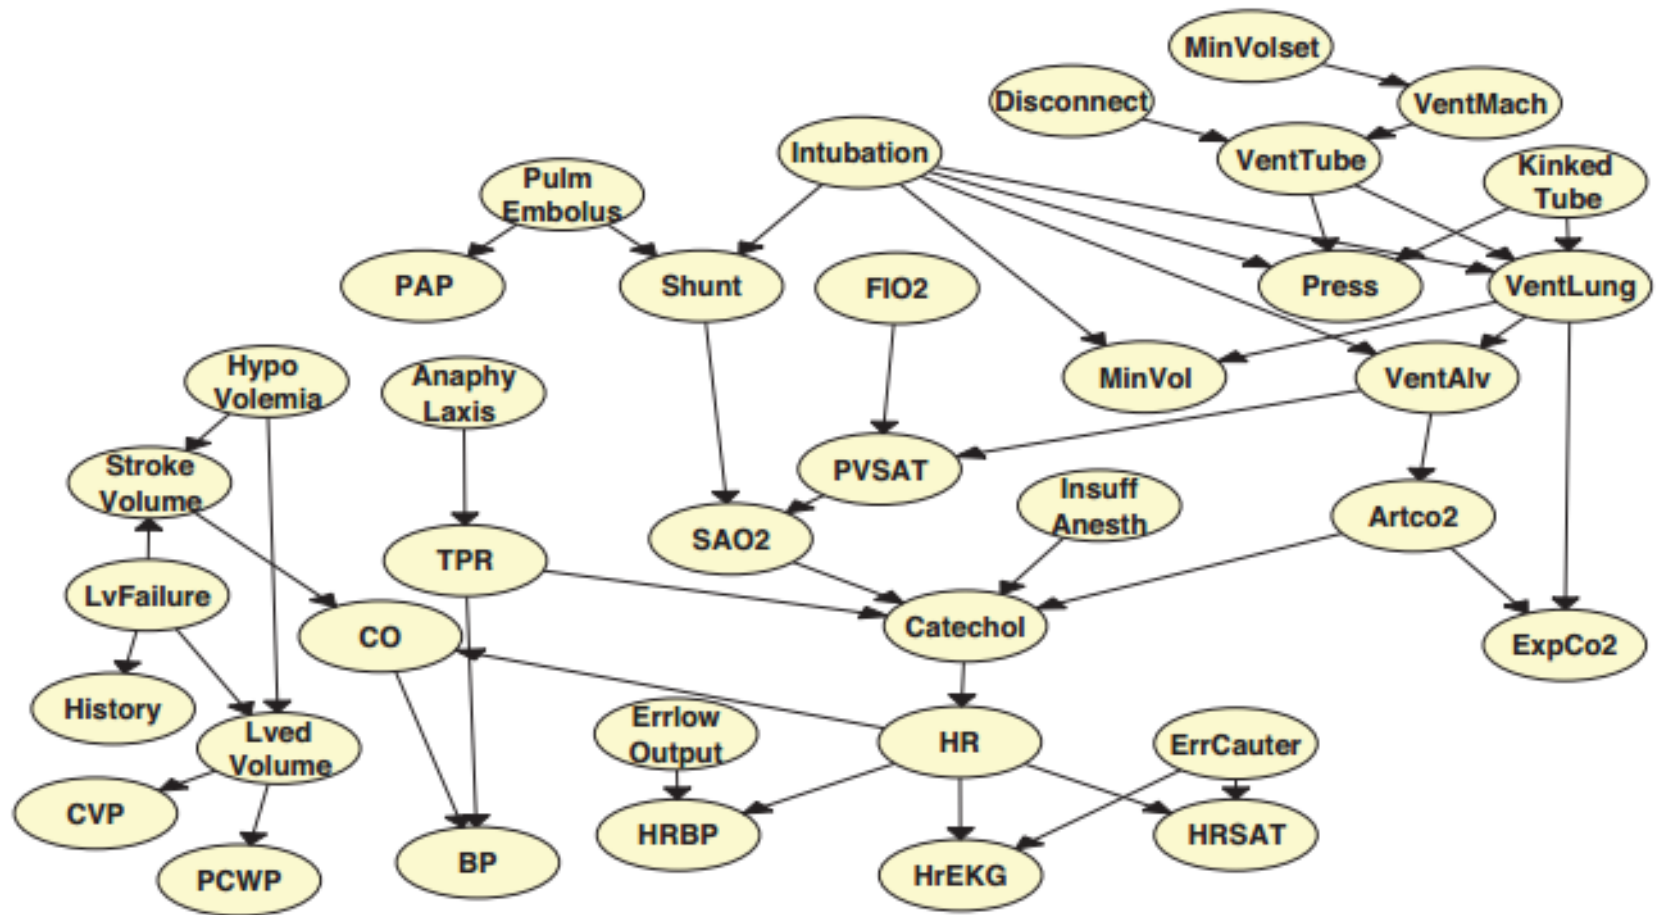 MinVolset
Disconnect
VentMach
Intubation
VentTube
Kinked
Tube
Pulm
Embolus
PAP
Shunt
FIO2
Press
VentLung
Hypo
Volemia
Anaphy
Laxis
MinVol
VentAlv
Stroke
Volume
PVSAT
Insuff
Anesth
Artco2
SAO2
TPR
LvFailure
CO
Catechol
ExpCo2
History
Lved
Volume
Errlow
Output
HR
ErrCauter
CVP
HRBP
HRSAT
PCWP
BP
HrEKG